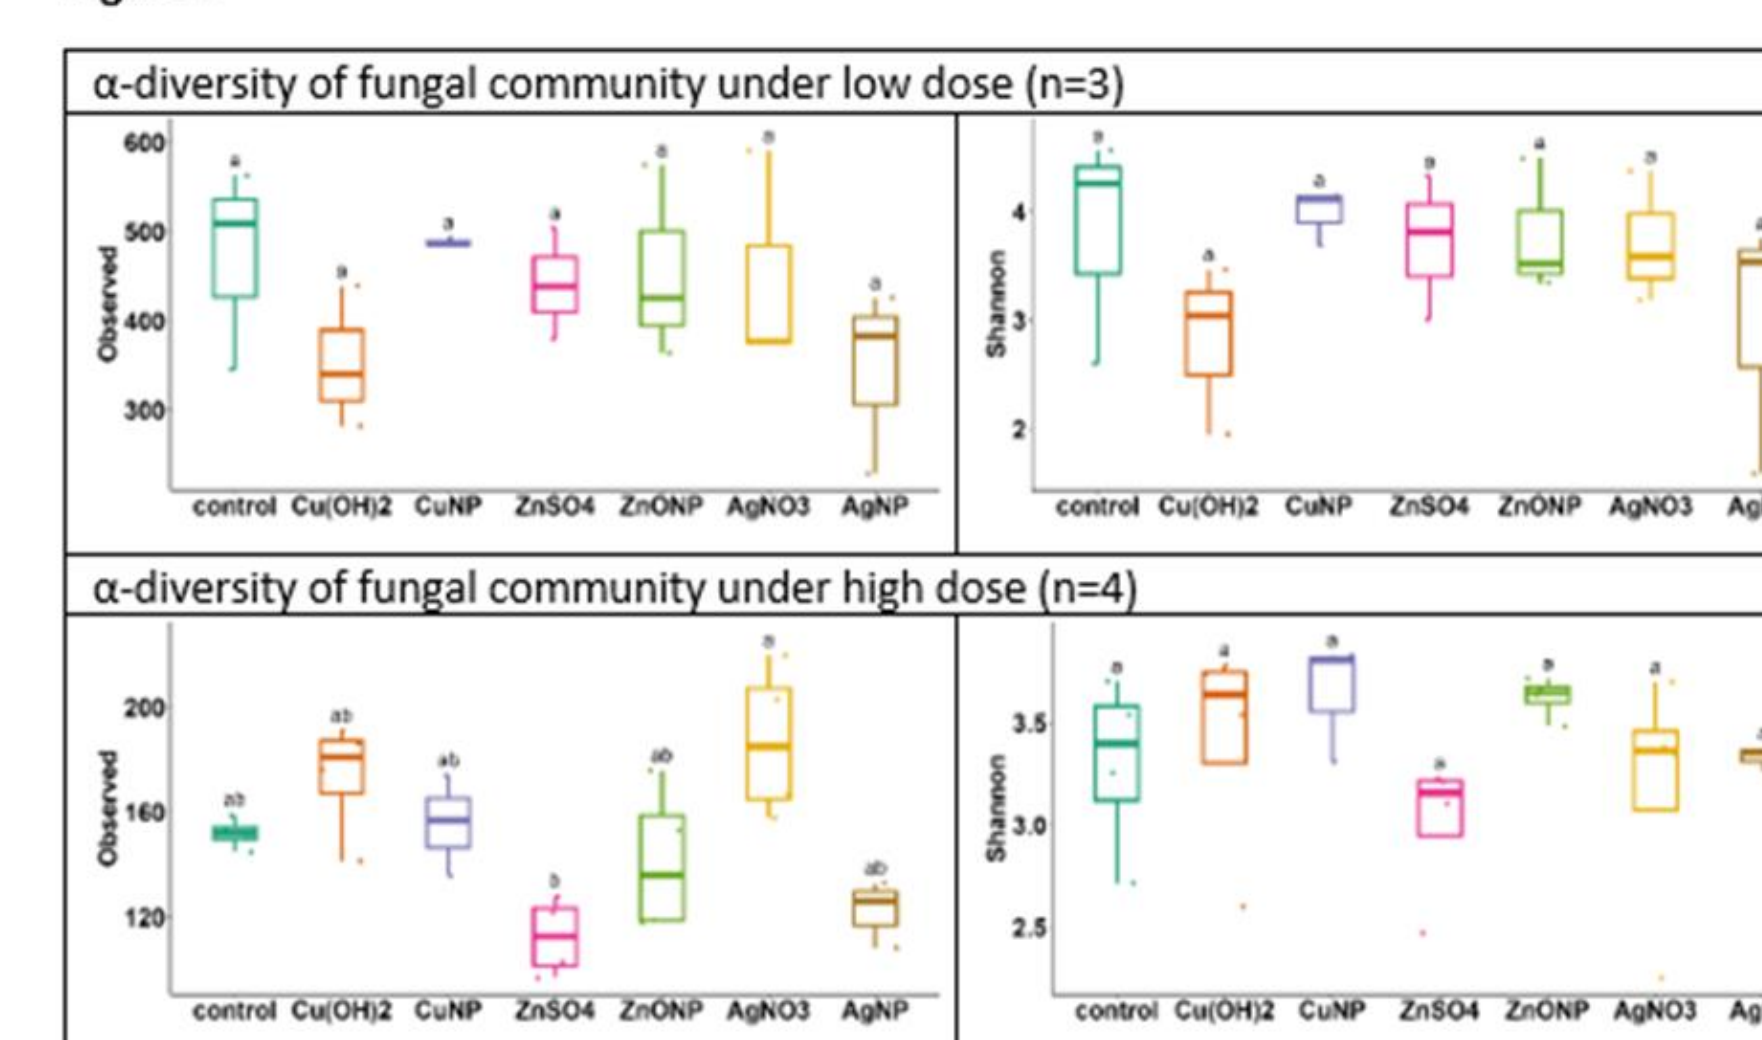 α-diversity of fungal community under low dose (n=3)
600
500
400
300
Observed
a
a
a
a
a
a
a
control Cu(OH)2 CuNP ZnSO4 ZnONP AgNO3 AgNP
4
3
2
Shannon
a
a
a
a
a
a
control Cu(OH)2 CuNP ZnSO4 ZnONP AgNO3
α-diversity of fungal community under high dose (n=4)
200
160
120
Observed
ab
ab
ab
b
ab
a
ab
control Cu(OH)2 CuNP ZnSO4 ZnONP AgNO3 AgNP
3.5
3.0
2.5
Shannon
a
a
a
a
a
a
control Cu(OH)2 CuNP ZnSO4 ZnONP AgNO3